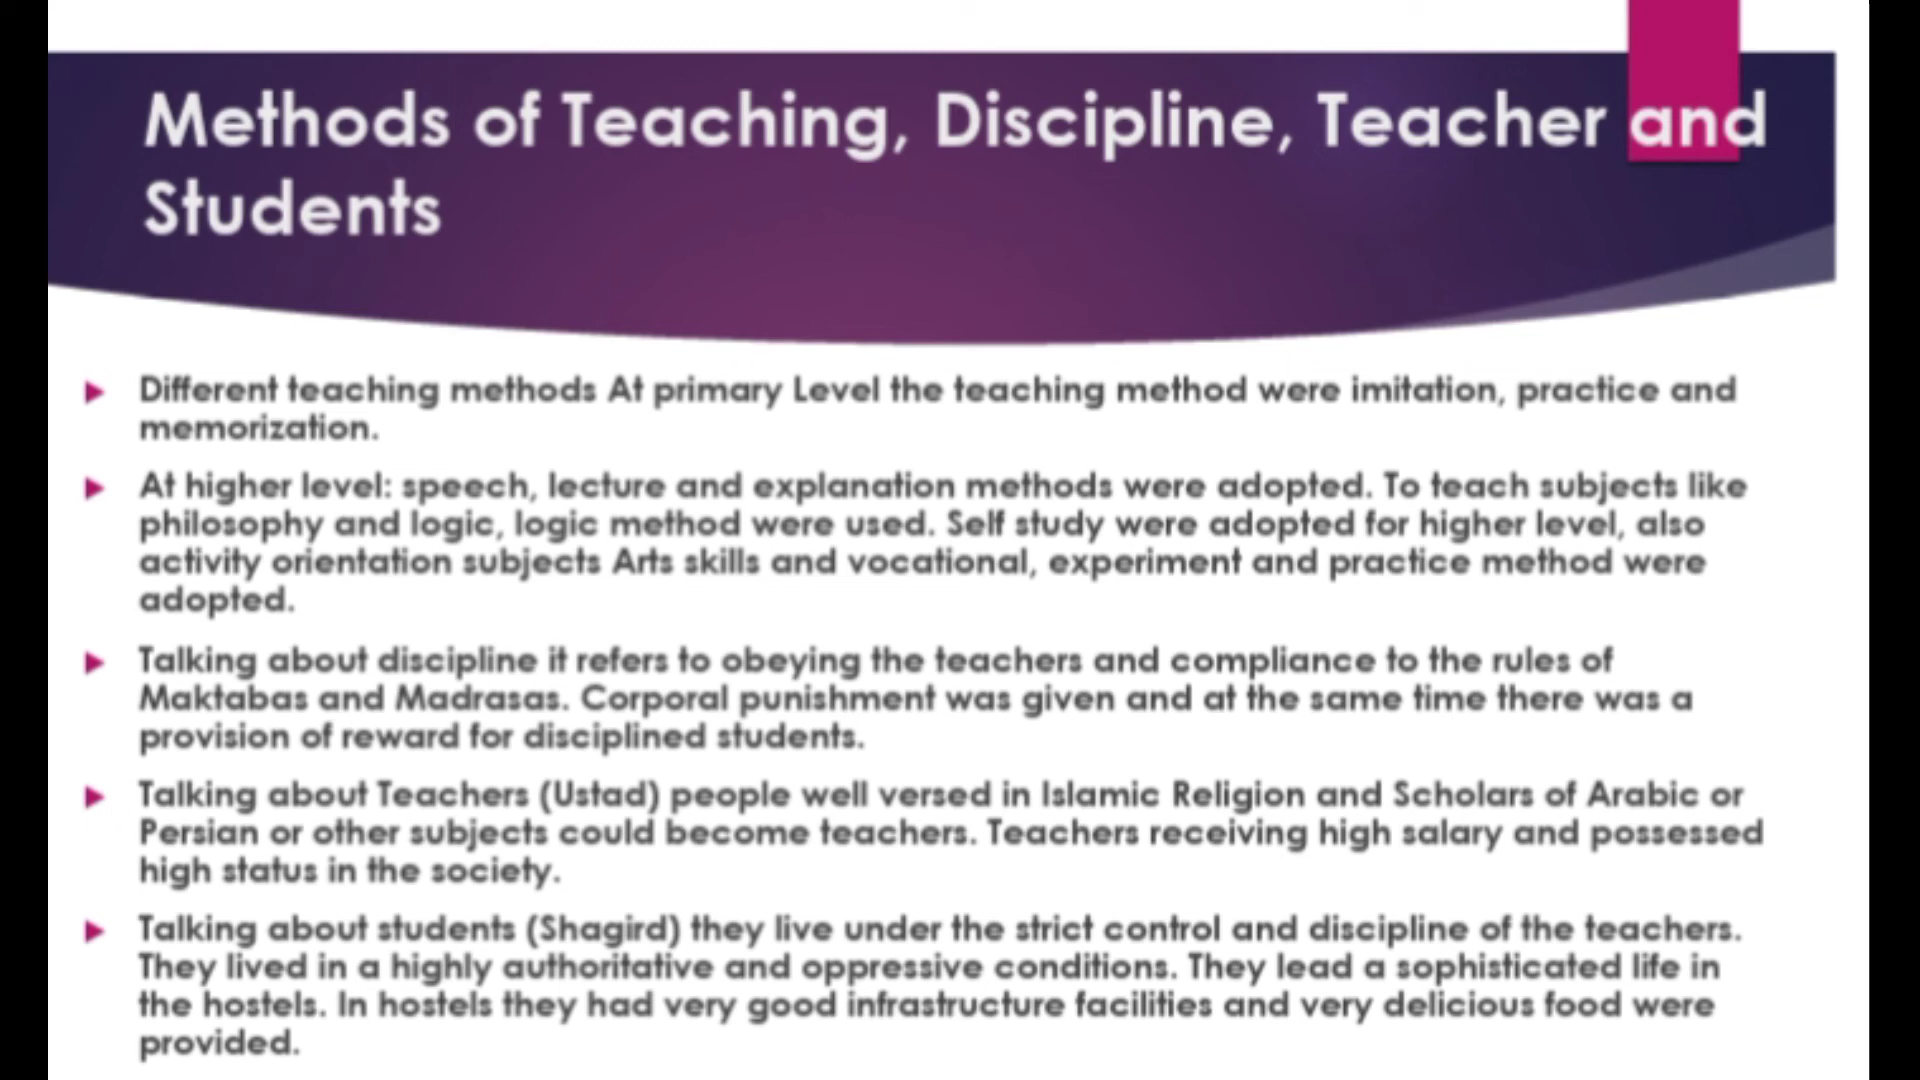 Methods of Teaching, Discipline, Teacher and
Students
Different teaching methods At primary Level the teaching method were imitation, practice and
memorization.
At higher level: speech, lecture and explanation methods were adopted. To teach subjects like
philosophy and logic, logic method were used. Self study were adopted for higher level, also
activity orientation subjects Arts skills and vocational, experiment and practice method were
adopted.
Talking about discipline it refers to obeying the teachers and compliance to the rules of
Maktabas and Madrasas. Corporal punishment was given and at the same time there was a
provision of reward for disciplined students.
Talking about Teachers (Ustad) people well versed in Islamic Religion and Scholars of Arabic or
Persian or other subjects could become teachers. Teachers receiving high salary and possessed
high status in the society.
Talking about students (Shagird) they live under the strict control and discipline of the teachers.
They lived in a highly authoritative and oppressive conditions. They lead a sophisticated life in
the hostels. In hostels they had very good infrastructure facilities and very delicious food were
provided.